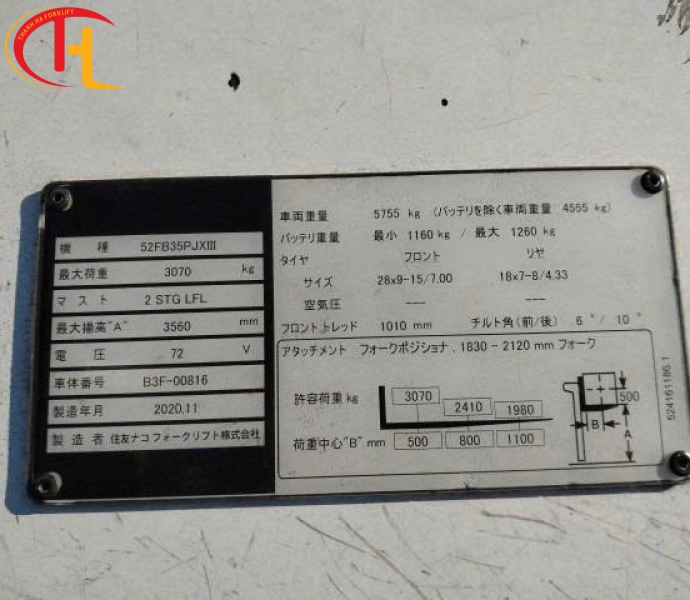 THANH HA FORKLIFT
機 種 52FB35PJXIII
最大荷重 3070 kg
マスト 2 STG LFL
最大揚高"A" 3560 mm
電 圧 72 V
車体番号 B3F-00816
製造年月 2020,11
製造者 住友ナコフォークリフト株式会社
車両重量 5755 kg (バッテリを除く車両重量 4555 kg)
バッテリ重量 最小 1160 kg / 最大 1260 kg
タイヤ フロント リヤ
サイズ 28x9-15/7.00 18x7-8/4.33
空気圧 --- ---
フロントトレッド 1010 mm チルト角(前/後) 6 °/ 10 °
アタッチメント フォークポジショナ , 1830 - 2120 mm フォーク
許容荷重 kg 3070 2410 1980
荷重中心"B" mm 500 800 1100
500
B
A
524161186.1